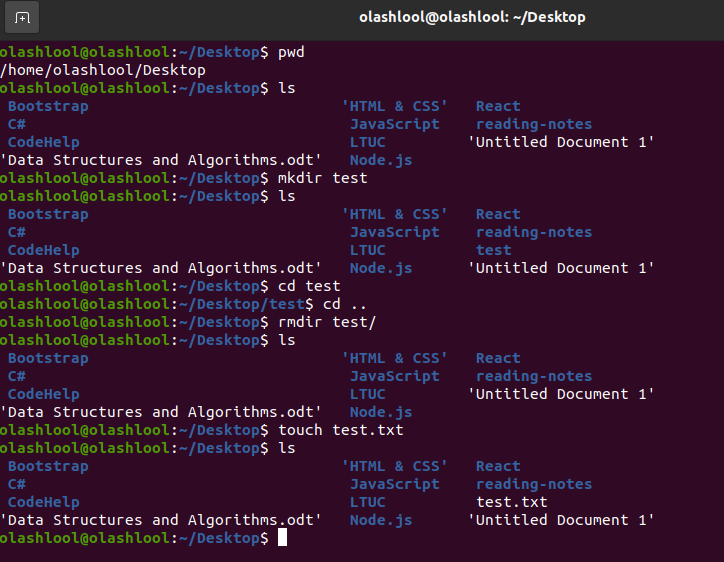 olashlool@olashlool: ~/Desktop
olashlool@olashlool:~/Desktop$ pwd
/home/olashlool/Desktop
olashlool@olashlool:~/Desktop$ ls
Bootstrap 'HTML & CSS' React
C# JavaScript reading-notes
CodeHelp LTUC 'Untitled Document 1'
'Data Structures and Algorithms.odt' Node.js
olashlool@olashlool:~/Desktop$ mkdir test
olashlool@olashlool:~/Desktop$ ls
Bootstrap 'HTML & CSS' React
C# JavaScript reading-notes
CodeHelp LTUC test
'Data Structures and Algorithms.odt' Node.js 'Untitled Document 1'
olashlool@olashlool:~/Desktop$ cd test
olashlool@olashlool:~/Desktop/test$ cd ..
olashlool@olashlool:~/Desktop$ rmdir test/
olashlool@olashlool:~/Desktop$ ls
Bootstrap 'HTML & CSS' React
C# JavaScript reading-notes
CodeHelp LTUC 'Untitled Document 1'
'Data Structures and Algorithms.odt' Node.js
olashlool@olashlool:~/Desktop$ touch test.txt
olashlool@olashlool:~/Desktop$ ls
Bootstrap 'HTML & CSS' React
C# JavaScript reading-notes
CodeHelp LTUC test.txt
'Data Structures and Algorithms.odt' Node.js 'Untitled Document 1'
olashlool@olashlool:~/Desktop$